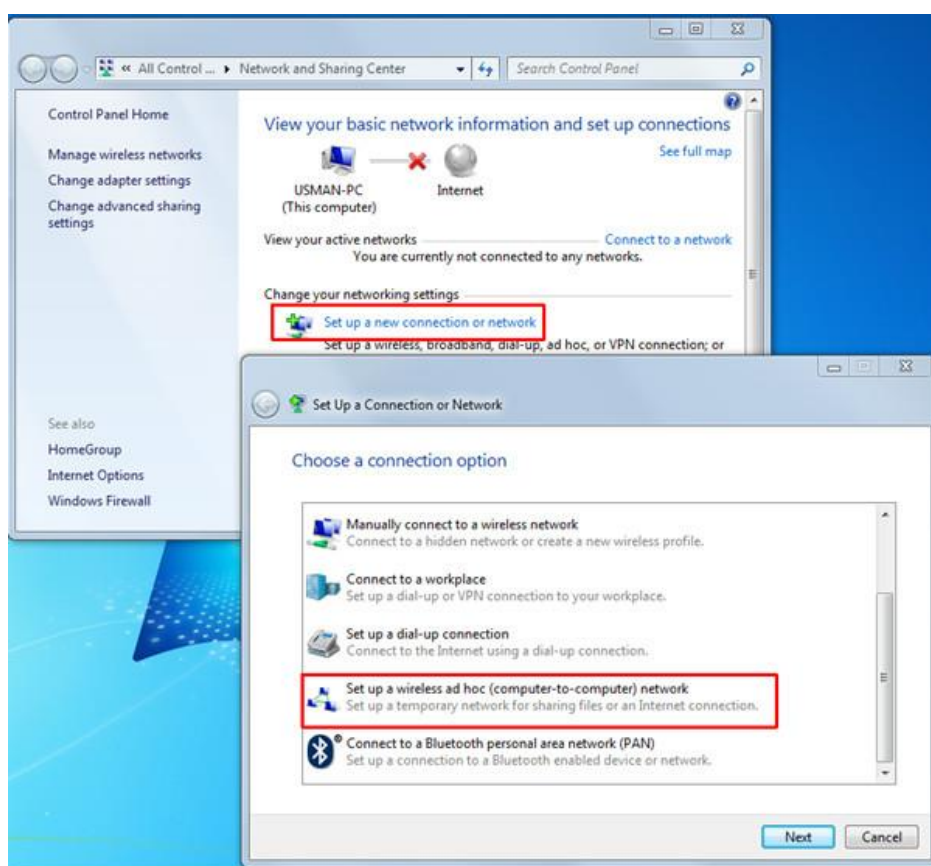 « All Control ... ▸ Network and Sharing Center
Search Control Panel
Control Panel Home
Manage wireless networks
Change adapter settings
Change advanced sharing
settings
See also
HomeGroup
Internet Options
Windows Firewall
View your basic network information and set up connections
See full map
USMAN-PC
(This computer)
Internet
View your active networks
Connect to a network
You are currently not connected to any networks.
Change your networking settings
Set up a new connection or network
Set up a wireless, broadband, dial-up, ad hoc, or VPN connection; or
Set Up a Connection or Network
Choose a connection option
Manually connect to a wireless network
Connect to a hidden network or create a new wireless profile.
Connect to a workplace
Set up a dial-up or VPN connection to your workplace.
Set up a dial-up connection
Connect to the Internet using a dial-up connection.
Set up a wireless ad hoc (computer-to-computer) network
Set up a temporary network for sharing files or an Internet connection.
Connect to a Bluetooth personal area network (PAN)
Set up a connection to a Bluetooth enabled device or network.
Next
Cancel